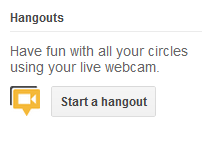 Hangouts
Have fun with all your circles
using your live webcam.
Start a hangout